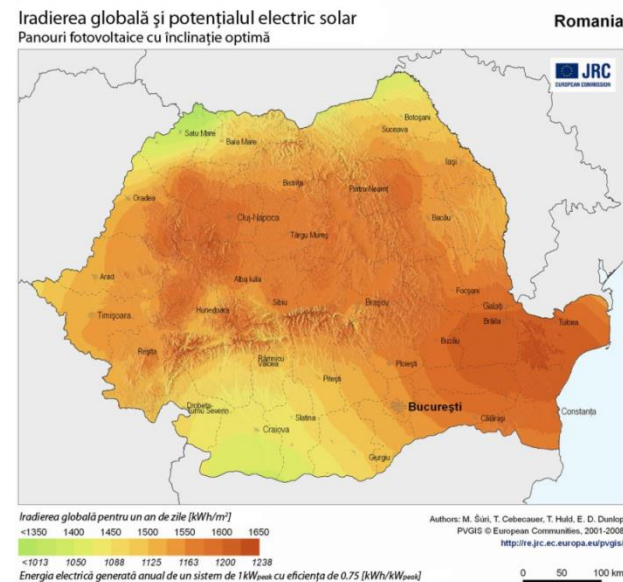 Iradierea globală și potențialul electric solar
Panouri fotovoltaice cu înclinație optimă
Romania
JRC
EUROPEAN COMMISSION
Satu Mare
Baia Mare
Botoșani
Suceava
Iași
Oradea
Bistrița
Piatra-Neamț
Cluj-Napoca
Bacău
Târgu Mureș
Arad
Alba Iulia
Focșani
Timișoara
Hunedoara
Sibiu
Brașov
Galați
Brăila
Tulcea
Reșița
Râmnicu
Vâlcea
Buzău
Ploiești
Pitești
Drobeta-
Turnu Severin
Slatina
București
Craiova
Călărași
Constanța
Giurgiu
Iradierea globală pentru un an de zile [kWh/m²]
<1350 1400 1450 1500 1550 1600 1650
<1013 1050 1088 1125 1163 1200 1238
Energia electrică generată anual de un sistem de 1kWpeak cu eficiența de 0.75 [kWh/kWpeak]
Authors: M. Šúri, T. Cebecauer, T. Huld, E. D. Dunlop
PVGIS © European Communities, 2001-2008
http://re.jrc.ec.europa.eu/pvgis/
0 50 100 km